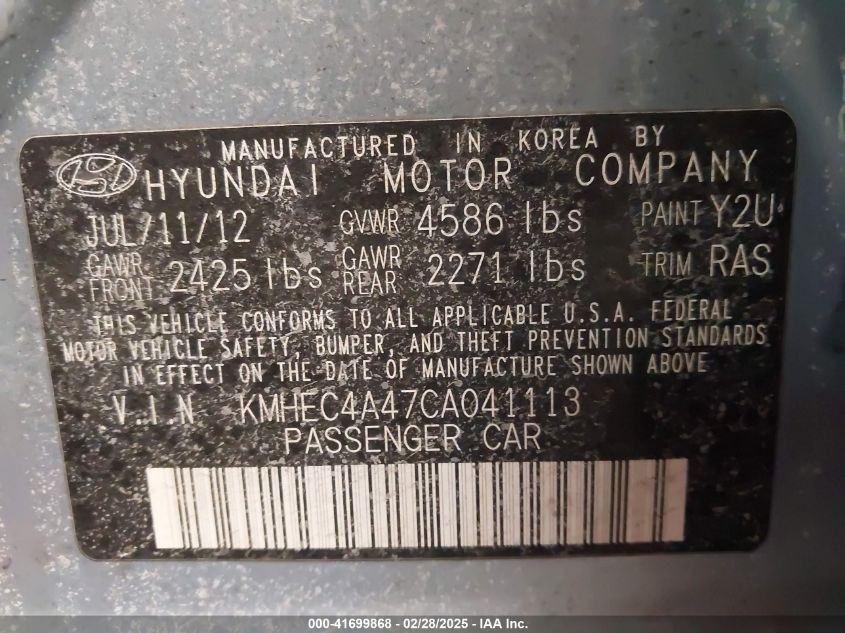 MANUFACTURED IN KOREA BY
HYUNDAI MOTOR COMPANY
JUL/11/12 GVWR 4586 lbs PAINT Y2U
GAWR FRONT 2425 lbs GAWR REAR 2271 lbs TRIM RAS
THIS VEHICLE CONFORMS TO ALL APPLICABLE U.S.A. FEDERAL
MOTOR VEHICLE SAFETY, BUMPER, AND THEFT PREVENTION STANDARDS
IN EFFECT ON THE DATE OF MANUFACTURE SHOWN ABOVE
V.I.N KMHEC4A47CA041113
PASSENGER CAR
000-41699868 - 02/28/2025 - IAA Inc.